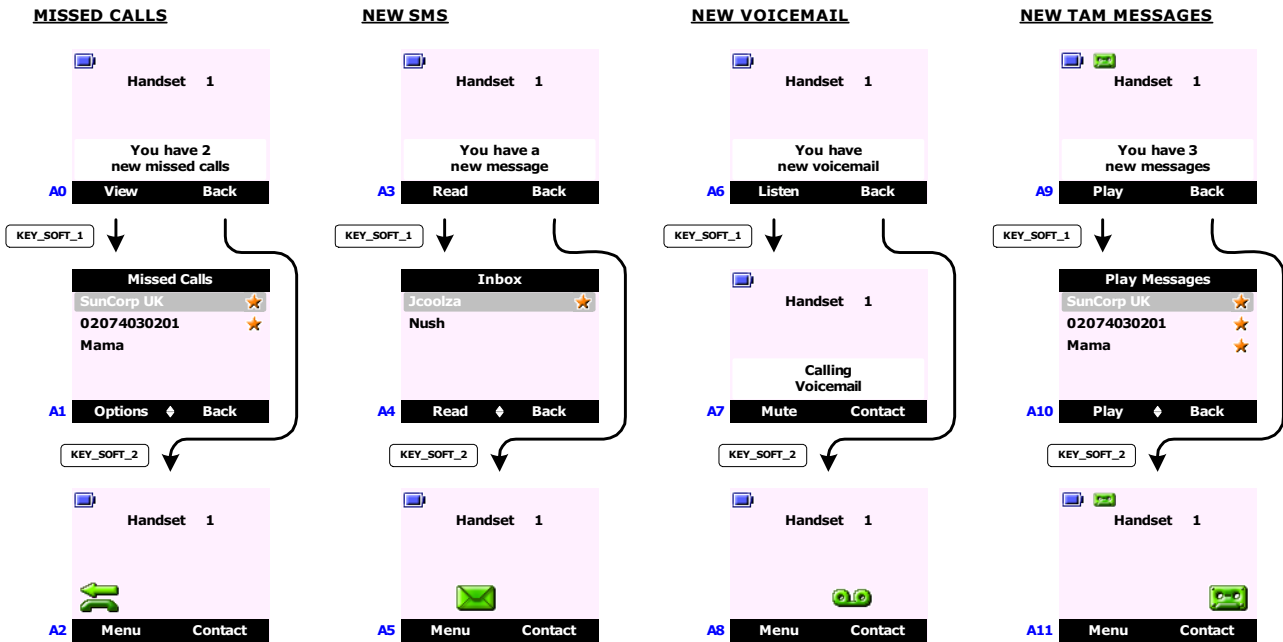 MISSED CALLS
Handset 1
You have 2
new missed calls
A0 View Back
KEY_SOFT_1
Missed Calls
SunCorp UK
02074030201
Mama
A1 Options Back
KEY_SOFT_2
Handset 1
A2 Menu Contact
NEW SMS
Handset 1
You have a
new message
A3 Read Back
KEY_SOFT_1
Inbox
Jcoolza
Nush
A4 Read Back
KEY_SOFT_2
Handset 1
A5 Menu Contact
NEW VOICEMAIL
Handset 1
You have
new voicemail
A6 Listen Back
KEY_SOFT_1
Handset 1
Calling
Voicemail
A7 Mute Contact
KEY_SOFT_2
Handset 1
A8 Menu Contact
NEW TAM MESSAGES
Handset 1
You have 3
new messages
A9 Play Back
KEY_SOFT_1
Play Messages
SunCorp UK
02074030201
Mama
A10 Play Back
KEY_SOFT_2
Handset 1
A11 Menu Contact